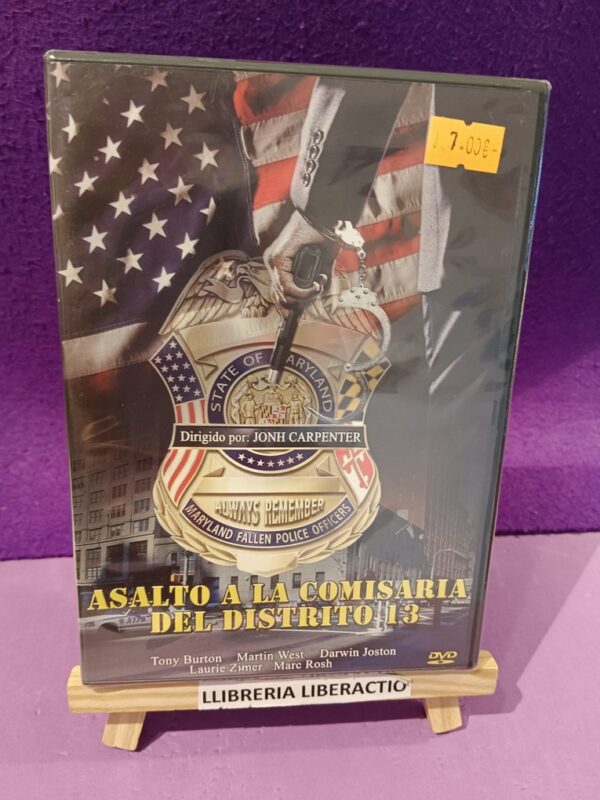 7.00€-
STATE OF MARYLAND
Dirigido por: JONH CARPENTER
ALWAYS REMEMBER
MARYLAND FALLEN POLICE OFFICERS
ASALTO A LA COMISARIA
DEL DISTRITO 13
Tony Burton Martin West Darwin Joston
Laurie Zimer Marc Rosh
DVD
LLIBRERIA LIBERACTIO